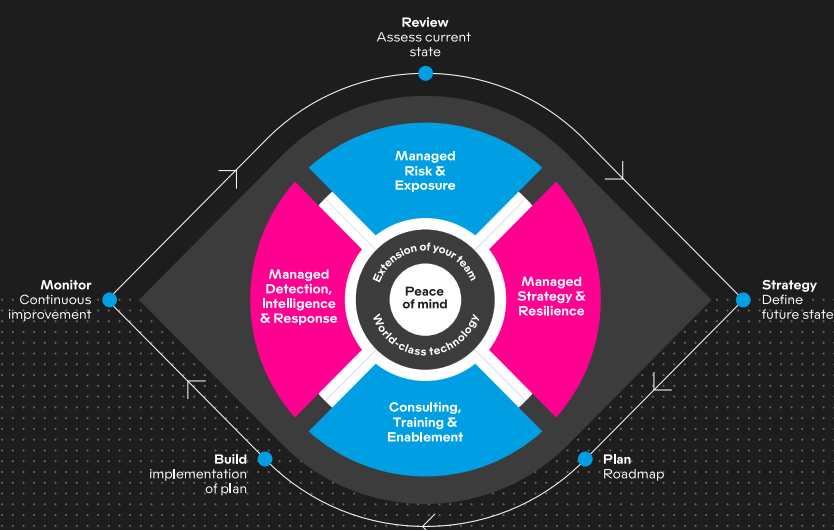 Review
Assess current
state
Managed
Risk &
Exposure
Extension of your team
Managed
Detection,
Intelligence
& Response
Peace
of mind
Managed
Strategy &
Resilience
World-class technology
Monitor
Continuous
improvement
Strategy
Define
future state
Consulting,
Training &
Enablement
Build
implementation
of plan
Plan
Roadmap